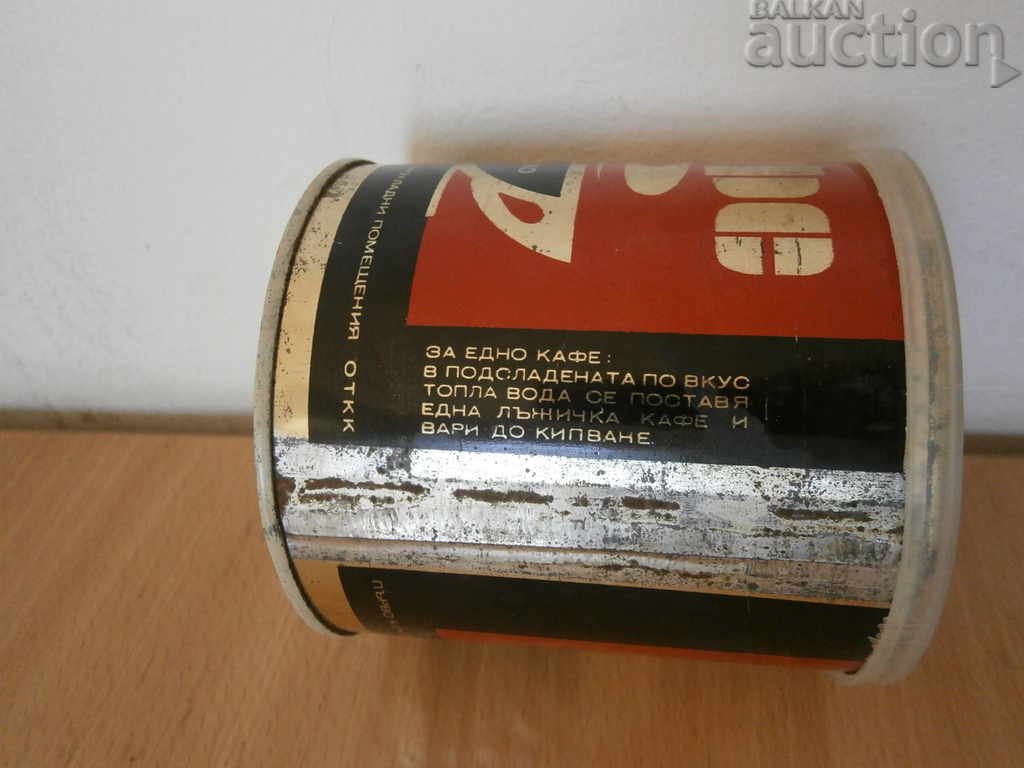 BALKAN
auction
ЗА ЕДНО КАФЕ:
В ПОДСЛАДЕНАТА ПО ВКУС
ТОПЛА ВОДА СЕ ПОСТАВЯ
ЕДНА ЛЪЖИЧКА КАФЕ И
ВАРИ ДО КИПВАНЕ.
ПОМЕЩЕНИЯ ОТКК